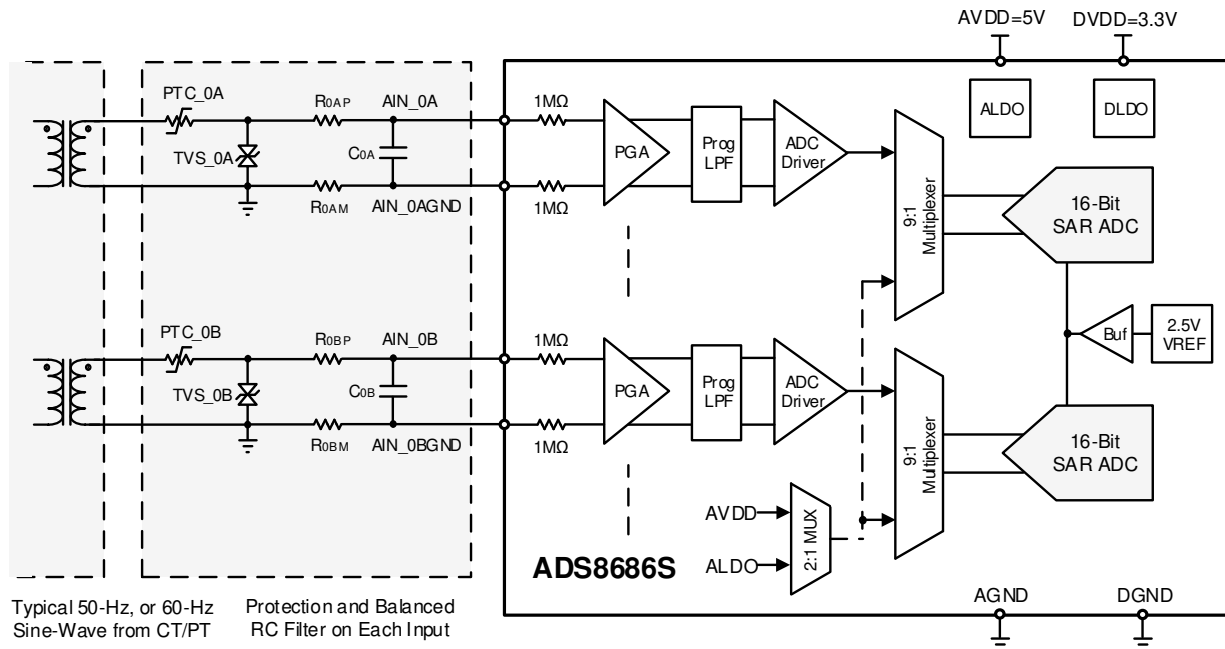 AVDD=5V
DVDD=3.3V
PTC_0A
R0AP
AIN_0A
1MΩ
ALDO
DLDO
TVS_0A
C0A
PGA
Prog
LPF
ADC
Driver
9:1
Multiplexer
16-Bit
SAR ADC
R0AM
AIN_0AGND
1MΩ
PTC_0B
R0BP
AIN_0B
1MΩ
Buf
2.5V
VREF
TVS_0B
C0B
PGA
Prog
LPF
ADC
Driver
9:1
Multiplexer
16-Bit
SAR ADC
R0BM
AIN_0BGND
1MΩ
AVDD
ALDO
2:1 MUX
ADS8686S
AGND
DGND
Typical 50-Hz, or 60-Hz
Sine-Wave from CT/PT
Protection and Balanced
RC Filter on Each Input